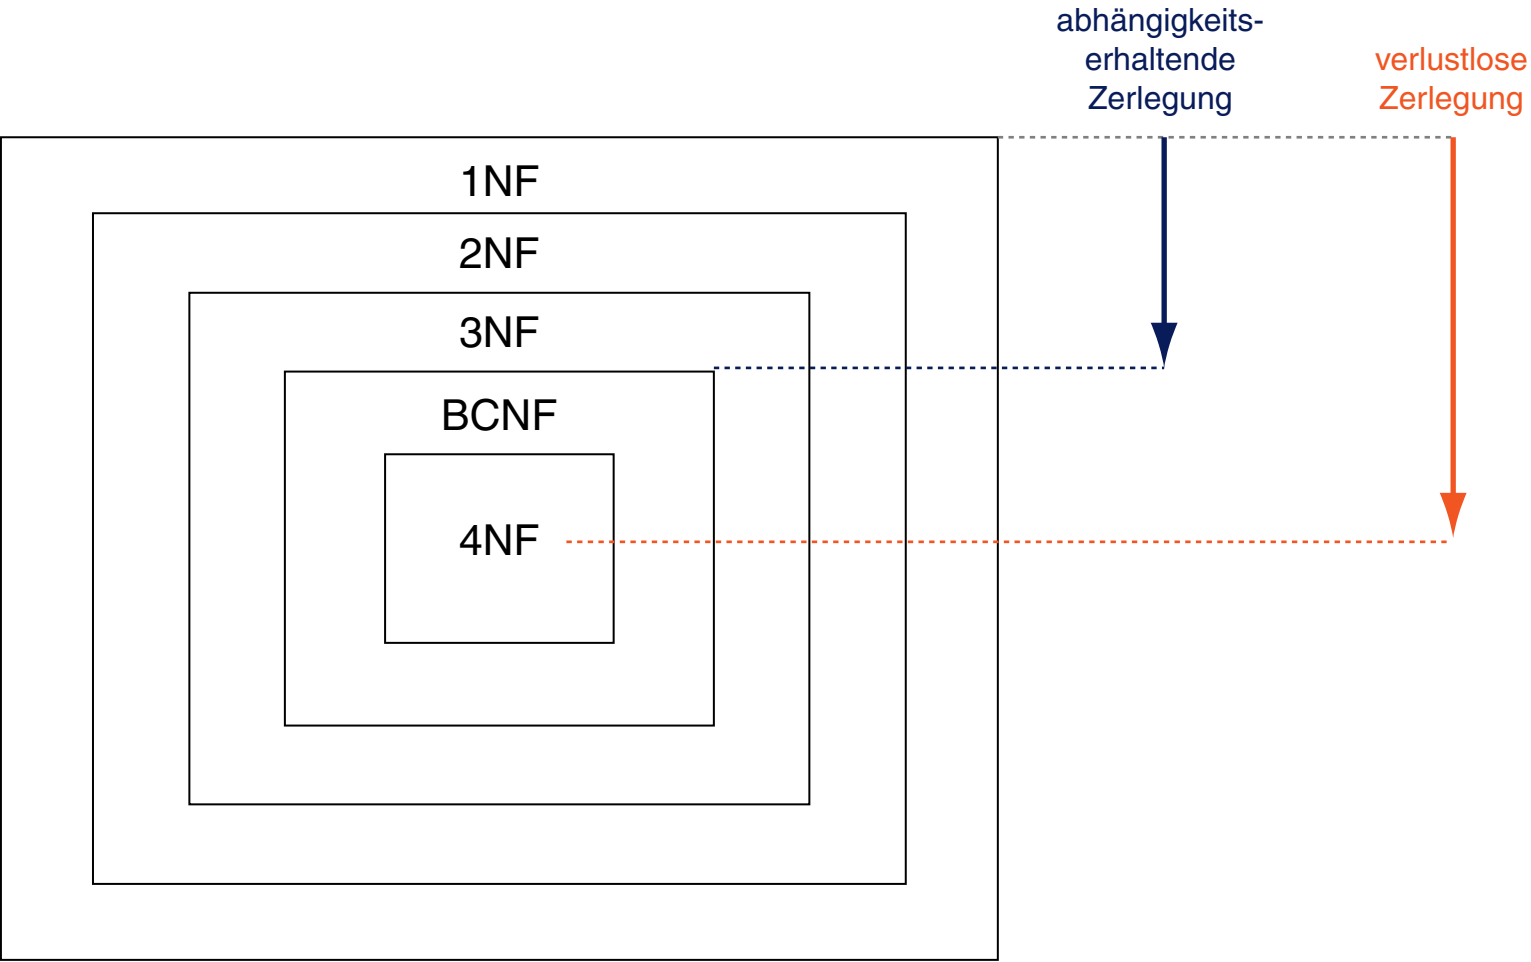 abhängigkeits-
erhaltende
Zerlegung
verlustlose
Zerlegung
1NF
2NF
3NF
BCNF
4NF